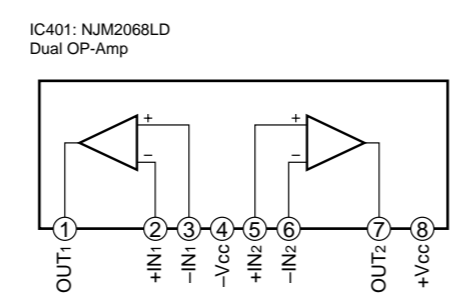 IC401: NJM2068LD
Dual OP-Amp
+ +
− −
1 2 3 4 5 6 7 8
OUT1 +IN1 −IN1 −Vcc +IN2 −IN2 OUT2 +Vcc